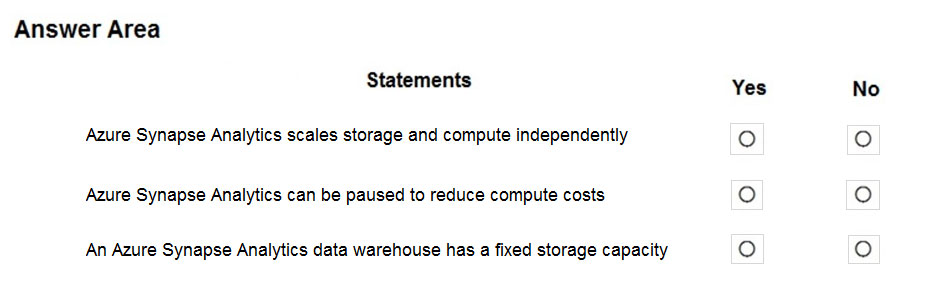 Answer Area
Statements
Yes
No
Azure Synapse Analytics scales storage and compute independently
Azure Synapse Analytics can be paused to reduce compute costs
An Azure Synapse Analytics data warehouse has a fixed storage capacity